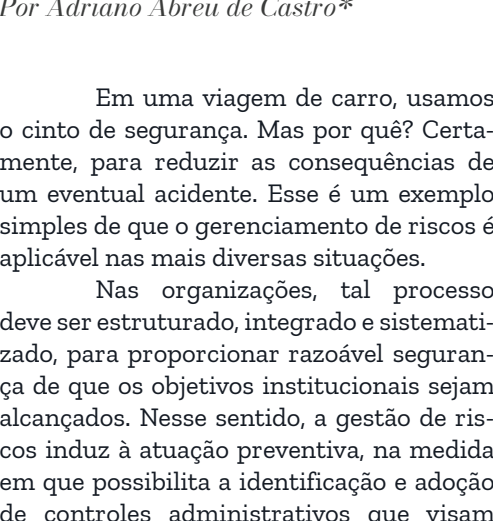 Por Adriano Abreu de Castro*
Em uma viagem de carro, usamos
o cinto de segurança. Mas por quê? Certa-
mente, para reduzir as consequências de
um eventual acidente. Esse é um exemplo
simples de que o gerenciamento de riscos é
aplicável nas mais diversas situações.
Nas organizações, tal processo
deve ser estruturado, integrado e sistemati-
zado, para proporcionar razoável seguran-
ça de que os objetivos institucionais sejam
alcançados. Nesse sentido, a gestão de ris-
cos induz à atuação preventiva, na medida
em que possibilita a identificação e adoção
de controles administrativos que visam